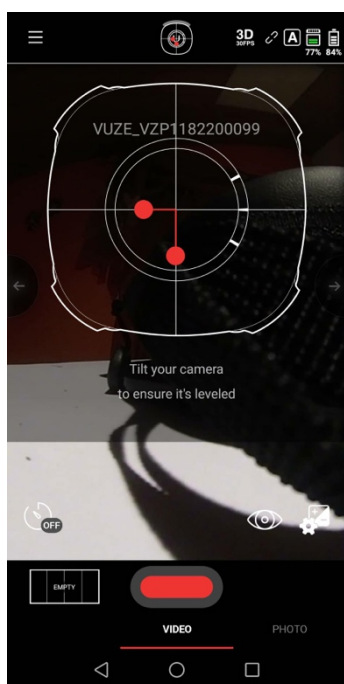 3D
30FPS
A
77% 84%
VUZE_VZP1182200099
Tilt your camera
to ensure it's leveled
OFF
EMPTY
VIDEO PHOTO